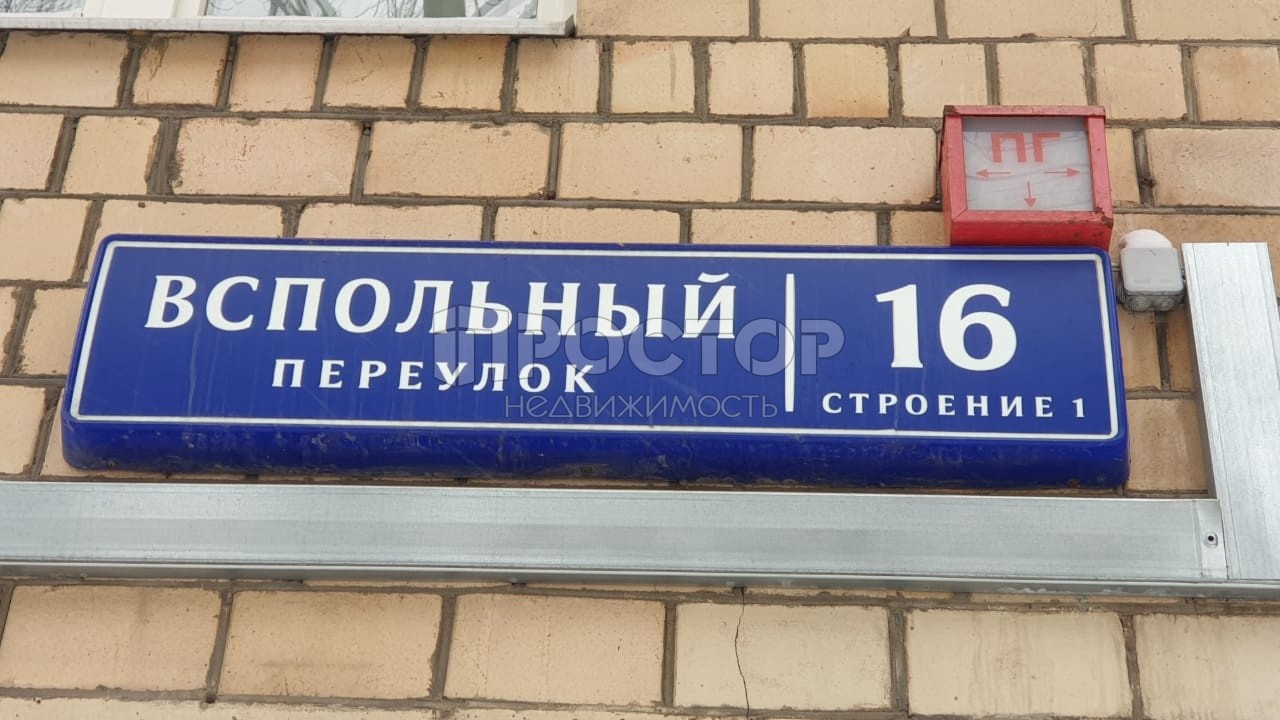 ПГ
ВСПОЛЬНЫЙ
ПЕРЕУЛОК
16
СТРОЕНИЕ 1
ПРОСТОР
НЕДВИЖИМОСТЬ